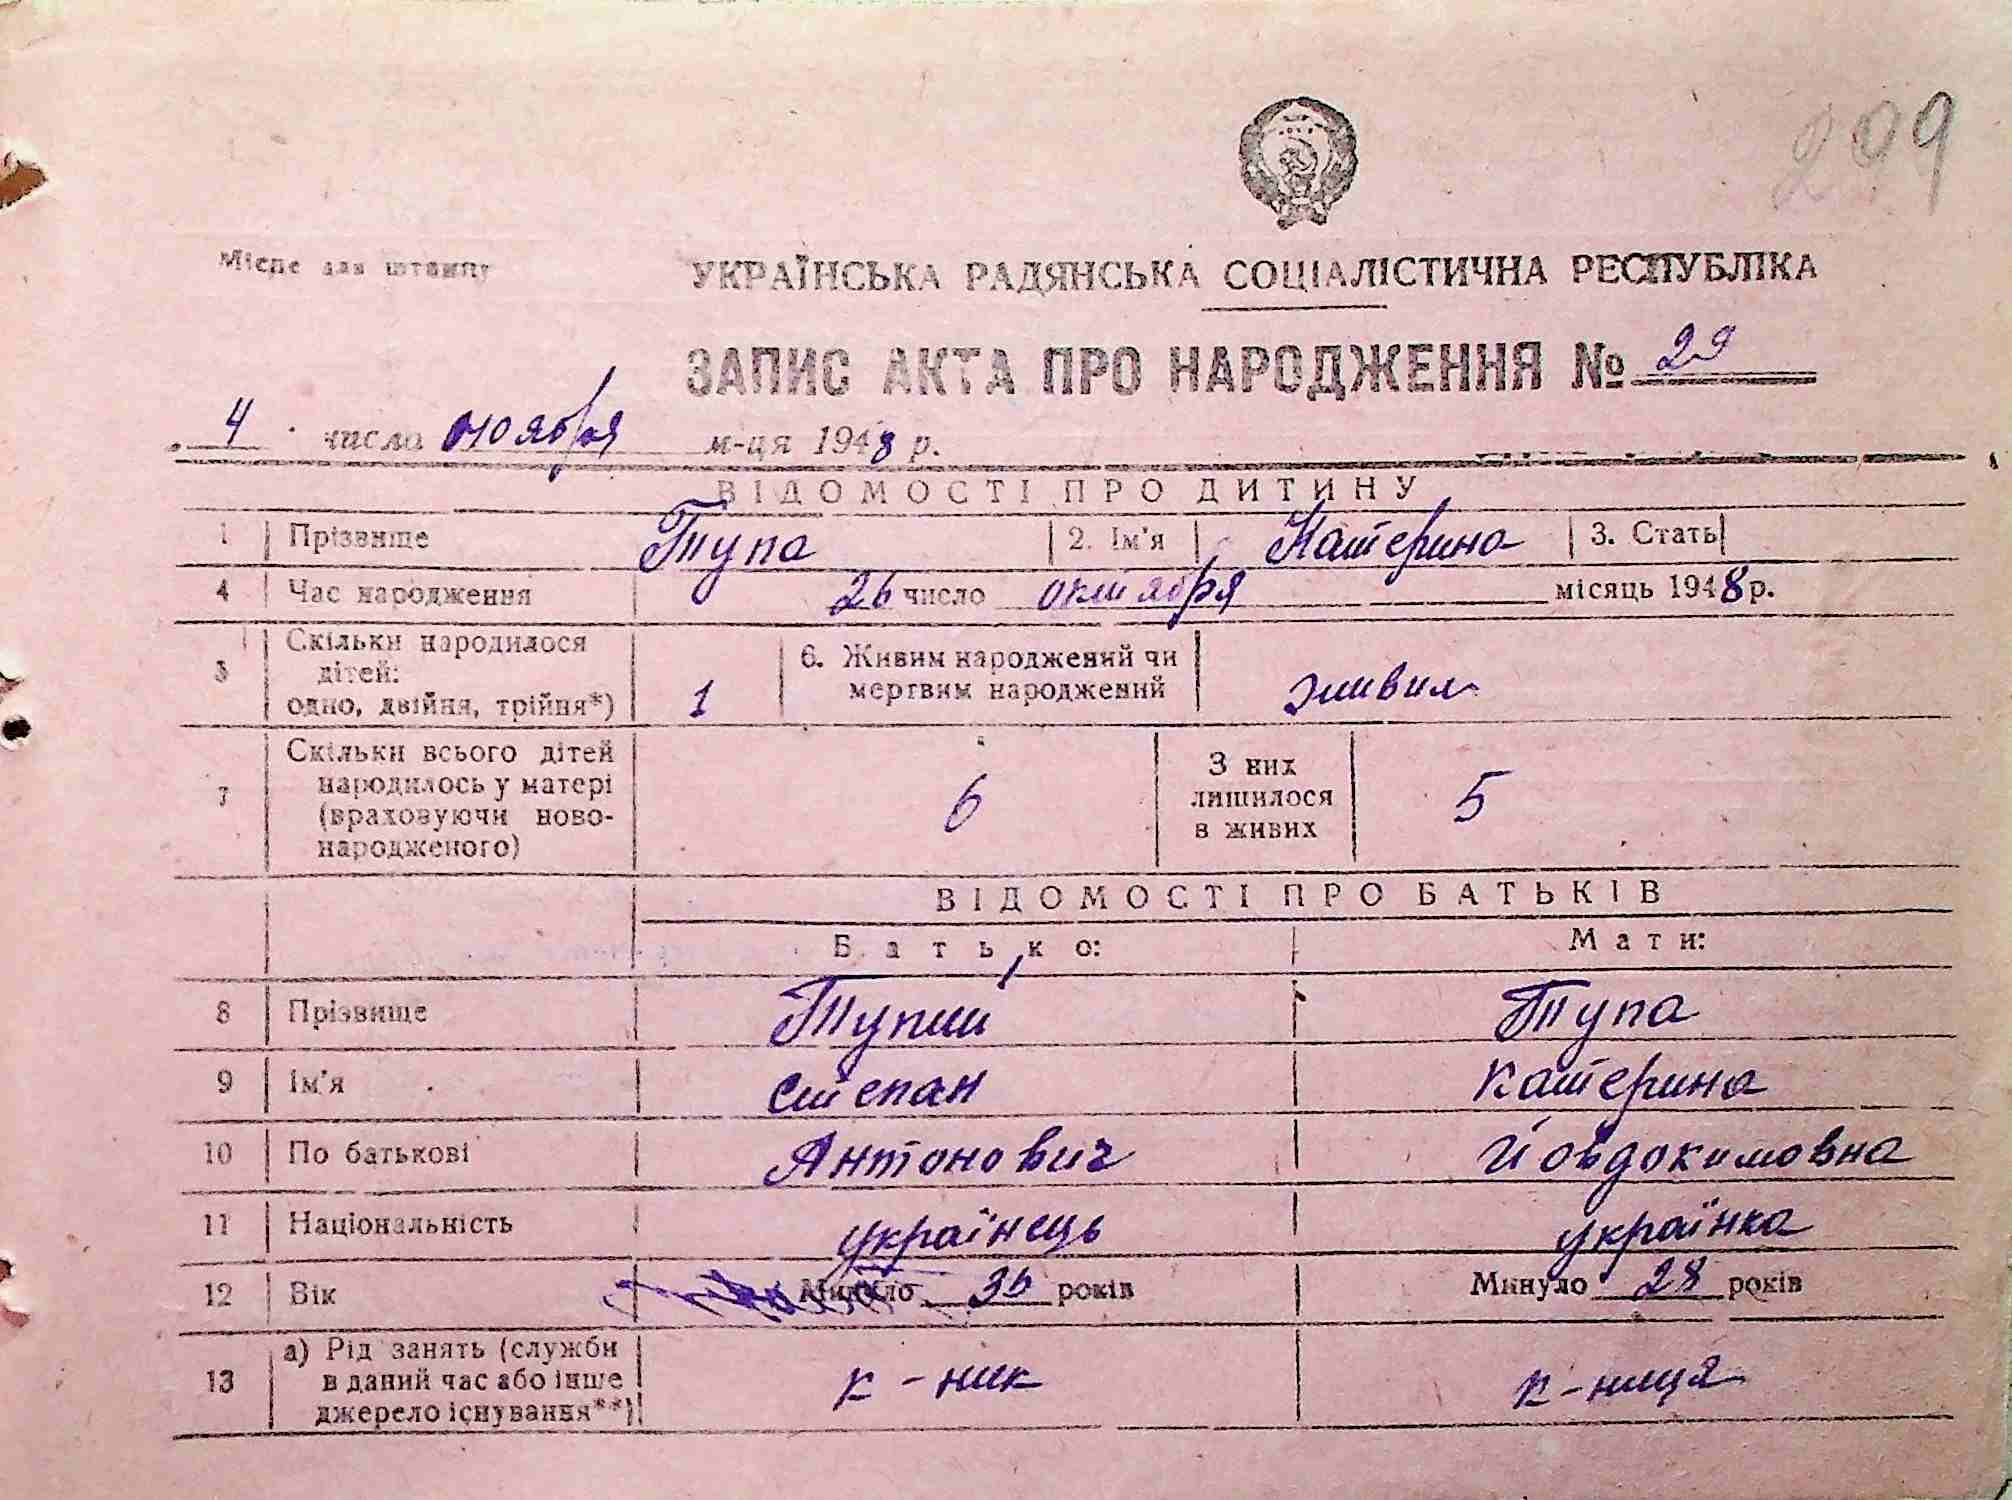 299
Місце для штампу
УКРАЇНСЬКА РАДЯНСЬКА СОЦІАЛІСТИЧНА РЕСПУБЛІКА
ЗАПИС АКТА ПРО НАРОДЖЕННЯ № 29
4 число ноября м-ця 1948 р.
ВІДОМОСТІ ПРО ДИТИНУ
1 Прізвище Тупа 2. Ім'я Катерина 3. Стать
4 Час народження 26 число октября місяць 1948 р.
5 Скільки народилося дітей: одно, двійня, трійня*) 1 6. Живим народжений чи мертвим народжений живим
7 Скільки всього дітей народилось у матері (враховуючи ново-народженого) 6 З них лишилося в живих 5
ВІДОМОСТІ ПРО БАТЬКІВ
Батько: Мати:
8 Прізвище Тупий Тупа
9 Ім'я Степан Катерина
10 По батькові Антонович Йовдокимовна
11 Національність українець українка
12 Вік Минуло 36 років Минуло 28 років
13 а) Рід занять (служби в даний час або інше джерело існування**) к-ник к-ниця